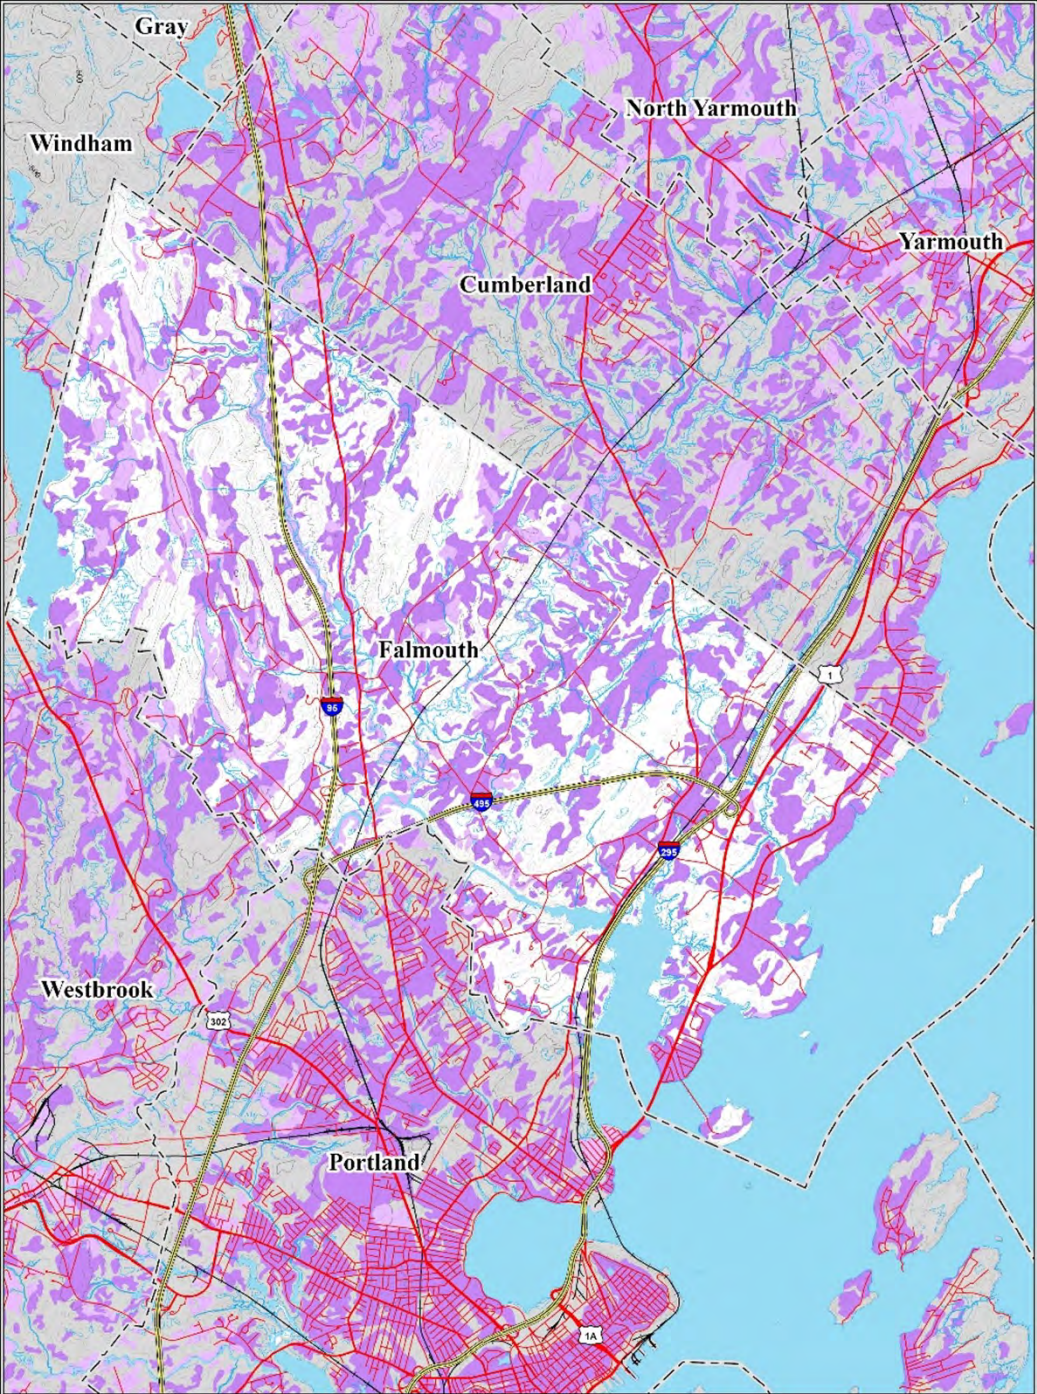 Gray
North Yarmouth
Windham
Yarmouth
Cumberland
Falmouth
1
95
495
295
Westbrook
302
Portland
1A